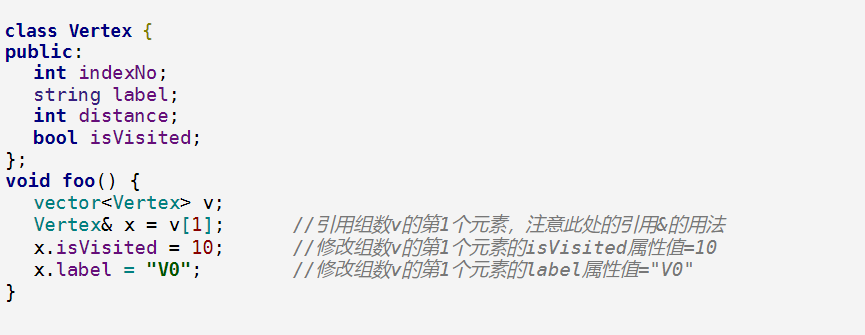 class Vertex {
public:
int indexNo;
string label;
int distance;
bool isVisited;
};
void foo() {
vector<Vertex> v;
Vertex& x = v[1]; //引用组数v的第1个元素，注意此处的引用&的用法
x.isVisited = 10; //修改组数v的第1个元素的isVisited属性值=10
x.label = "V0"; //修改组数v的第1个元素的label属性值="V0"
}